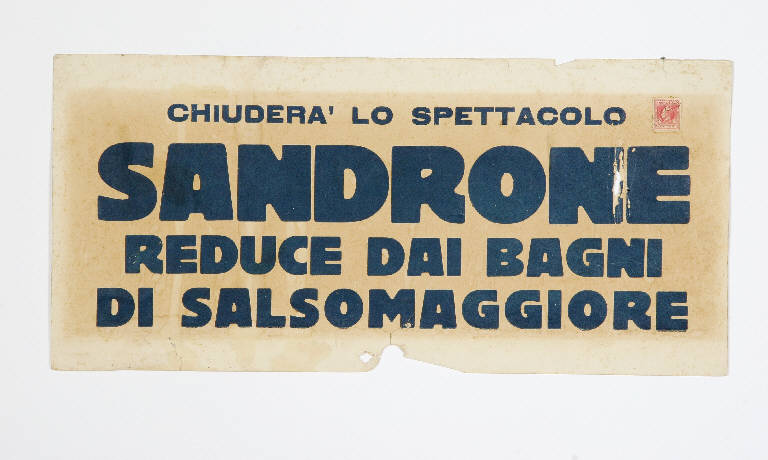 CHIUDERA' LO SPETTACOLO
SANDRONE
REDUCE DAI BAGNI
DI SALSOMAGGIORE